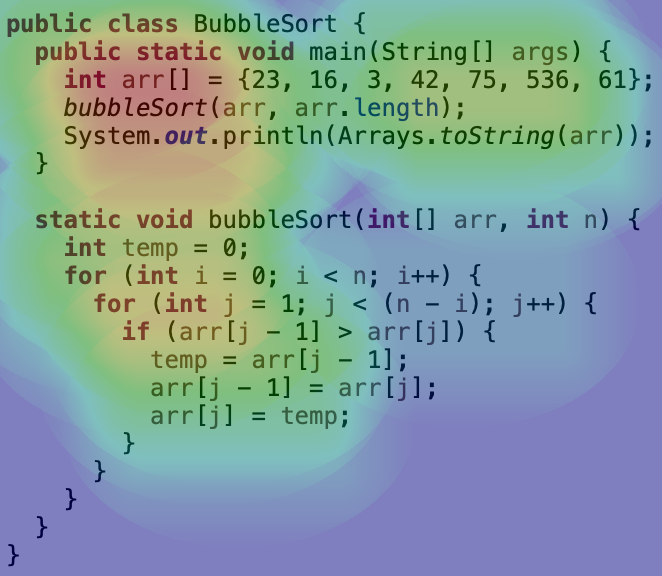 public class BubbleSort {
  public static void main(String[] args) {
    int arr[] = {23, 16, 3, 42, 75, 536, 61};
    bubbleSort(arr, arr.length);
    System.out.println(Arrays.toString(arr));
  }

  static void bubbleSort(int[] arr, int n) {
    int temp = 0;
    for (int i = 0; i < n; i++) {
      for (int j = 1; j < (n - i); j++) {
        if (arr[j - 1] > arr[j]) {
          temp = arr[j - 1];
          arr[j - 1] = arr[j];
          arr[j] = temp;
        }
      }
    }
  }
}